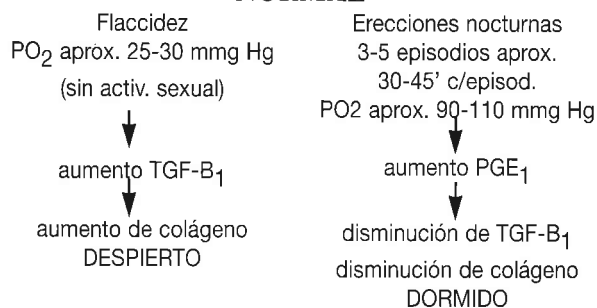 Flaccidez
PO2 aprox. 25-30 mmg Hg
(sin activ. sexual)
aumento TGF-B1
aumento de colágeno
DESPIERTO
Erecciones nocturnas
3-5 episodios aprox.
30-45' c/episod.
PO2 aprox. 90-110 mmg Hg
aumento PGE1
disminución de TGF-B1
disminución de colágeno
DORMIDO